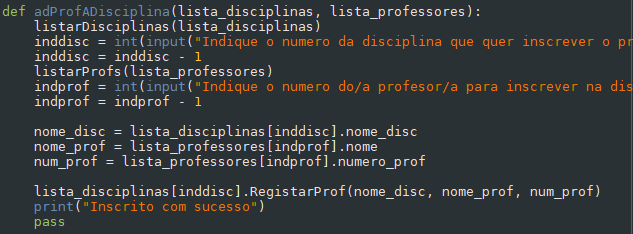 def adProfADisciplina(lista_disciplinas, lista_professores):
listarDisciplinas(lista_disciplinas)
inddisc = int(input("Indique o numero da disciplina que quer inscrever o
inddisc = inddisc - 1
listarProfs(lista_professores)
indprof = int(input("Indique o numero do/a profesor/a para inscrever na
indprof = indprof - 1
nome_disc = lista_disciplinas[inddisc].nome_disc
nome_prof = lista_professores[indprof].nome
num_prof = lista_professores[indprof].numero_prof
lista_disciplinas[inddisc].RegistarProf(nome_disc, nome_prof, num_prof)
print("Inscrito com sucesso")
pass